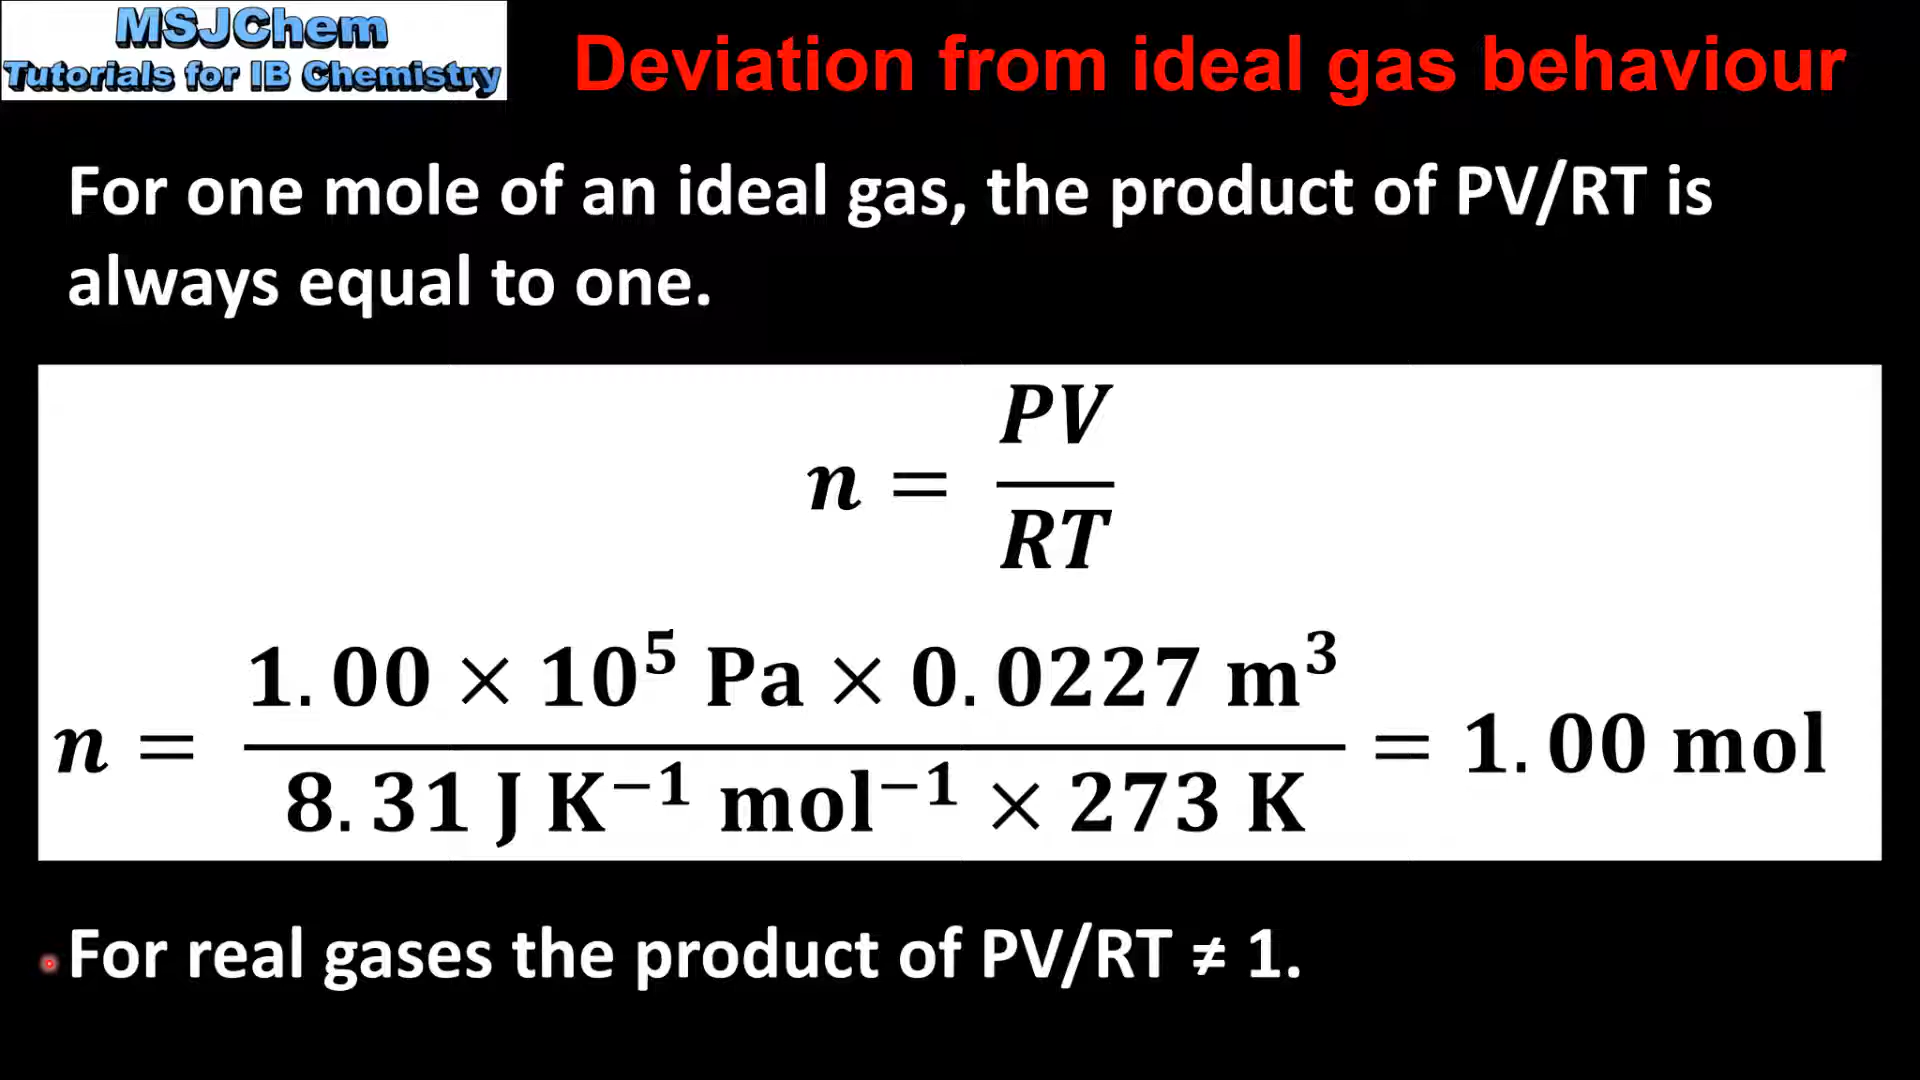 MSJChem
Tutorials for IB Chemistry
Deviation from ideal gas behaviour
For one mole of an ideal gas, the product of PV/RT is
always equal to one.
n = PV/RT
n = 1.00 × 10⁵ Pa × 0.0227 m³ / 8.31 J K⁻¹ mol⁻¹ × 273 K = 1.00 mol
For real gases the product of PV/RT ≠ 1.